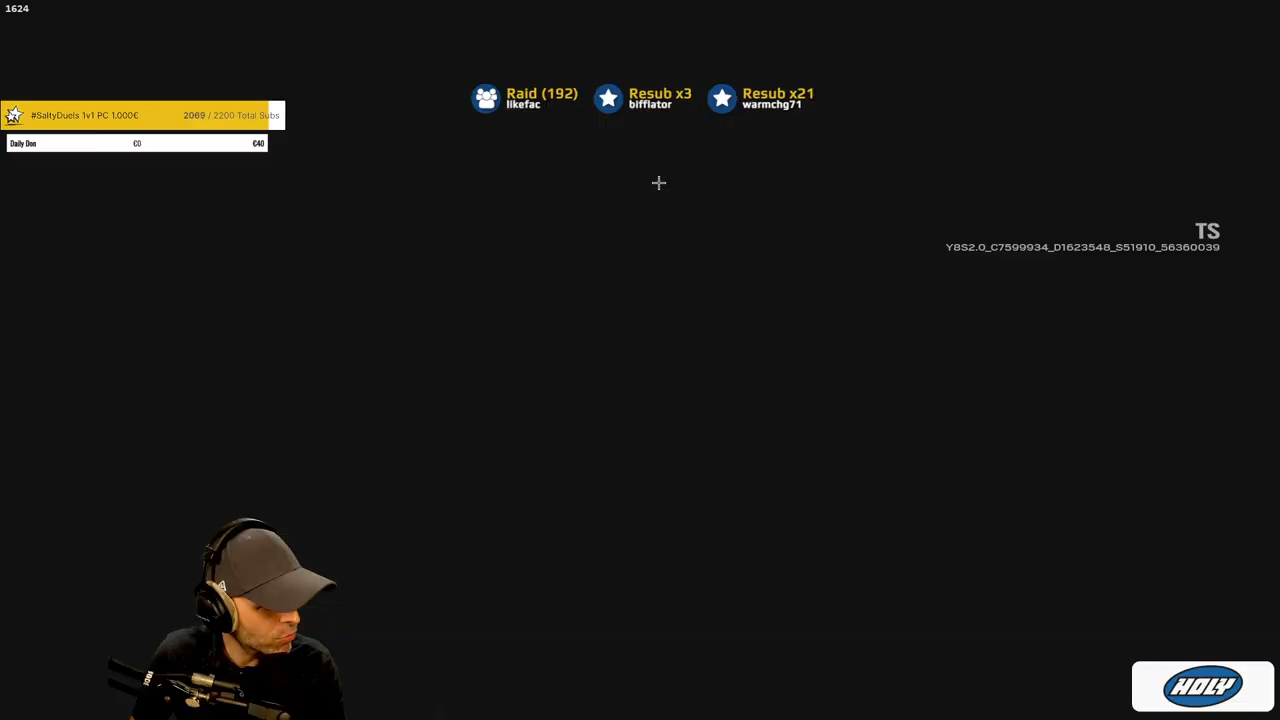 1624
Raid (192)
likefac
Resub x3
bifflator
Resub x21
warmchg71
#SaltyDuels 1v1 PC 1.000€
2069 / 2200 Total Subs
Daily Don €0 €40
TS
Y8S2.0_C7599934_D1623548_S51910_56360039
HOLY